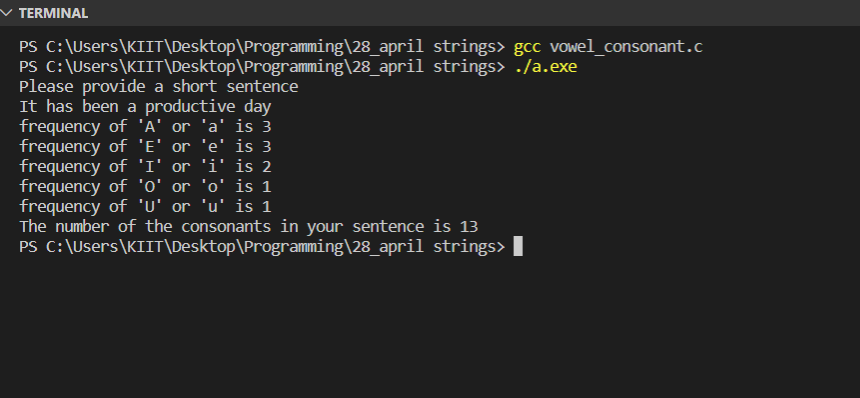 TERMINAL
PS C:\Users\KIIT\Desktop\Programming\28_april strings> gcc vowel_consonant.c
PS C:\Users\KIIT\Desktop\Programming\28_april strings> ./a.exe
Please provide a short sentence
It has been a productive day
frequency of 'A' or 'a' is 3
frequency of 'E' or 'e' is 3
frequency of 'I' or 'i' is 2
frequency of 'O' or 'o' is 1
frequency of 'U' or 'u' is 1
The number of the consonants in your sentence is 13
PS C:\Users\KIIT\Desktop\Programming\28_april strings>